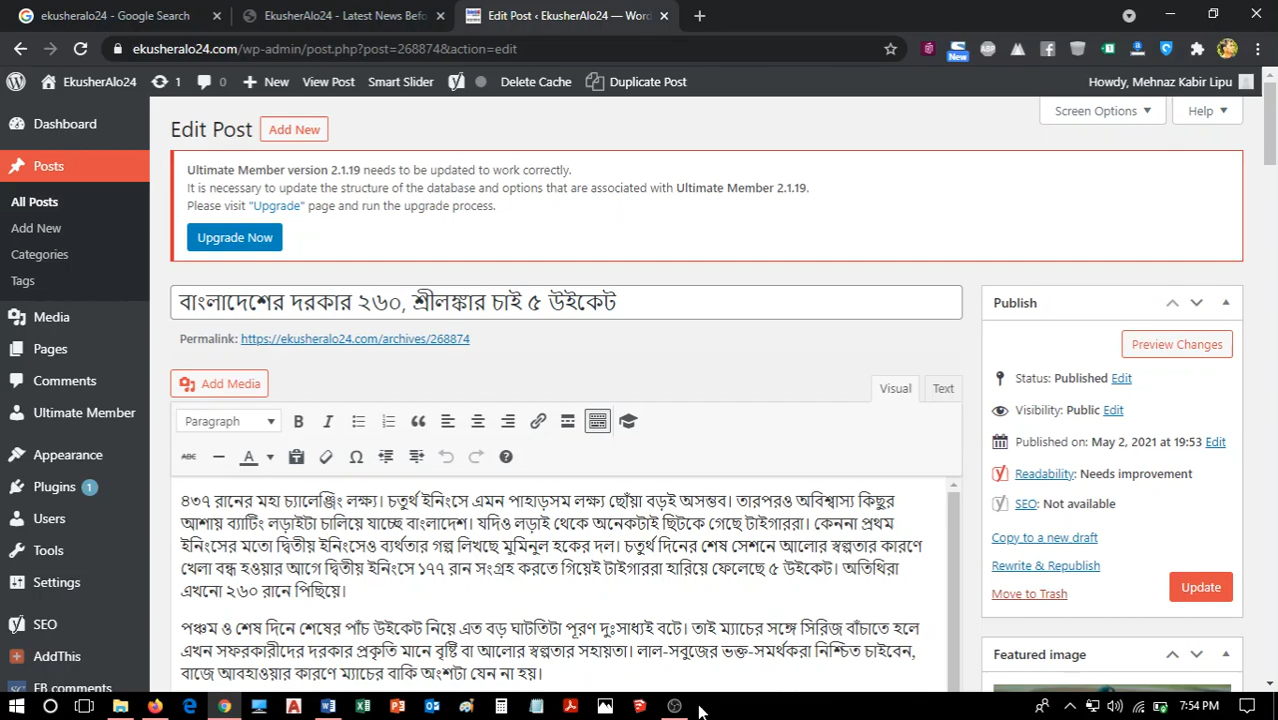 ekusheralo24 - Google Search
EkusherAlo24 - Latest News Befo
Edit Post ‹ EkusherAlo24 — Word
ekusheralo24.com/wp-admin/post.php?post=268874&action=edit
New
EkusherAlo24
1
0
New
View Post
Smart Slider
Delete Cache
Duplicate Post
Howdy, Mehnaz Kabir Lipu
Dashboard
Posts
All Posts
Add New
Categories
Tags
Media
Pages
Comments
Ultimate Member
Appearance
Plugins 1
Users
Tools
Settings
SEO
AddThis
FB comments
Edit Post
Add New
Screen Options
Help
Ultimate Member version 2.1.19 needs to be updated to work correctly.
It is necessary to update the structure of the database and options that are associated with Ultimate Member 2.1.19.
Please visit "Upgrade" page and run the upgrade process.
Upgrade Now
বাংলাদেশের দরকার ২৬০, শ্রীলঙ্কার চাই ৫ উইকেট
Permalink: https://ekusheralo24.com/archives/268874
Add Media
Visual
Text
Paragraph
৪৩৭ রানের মহা চ্যালেঞ্জিং লক্ষ্য। চতুর্থ ইনিংসে এমন পাহাড়সম লক্ষ্য ছোঁয়া বড়ই অসম্ভব। তারপরও অবিশ্বাস্য কিছুর
আশায় ব্যাটিং লড়াইটা চালিয়ে যাচ্ছে বাংলাদেশ। যদিও লড়াই থেকে অনেকটাই ছিটকে গেছে টাইগাররা। কেননা প্রথম
ইনিংসের মতো দ্বিতীয় ইনিংসেও ব্যর্থতার গল্প লিখছে মুমিনুল হকের দল। চতুর্থ দিনের শেষ সেশনে আলোর স্বল্পতার কারণে
খেলা বন্ধ হওয়ার আগে দ্বিতীয় ইনিংসে ১৭৭ রান সংগ্রহ করতে গিয়েই টাইগাররা হারিয়ে ফেলেছে ৫ উইকেট। অতিথিরা
এখনো ২৬০ রানে পিছিয়ে।
পঞ্চম ও শেষ দিনে শেষের পাঁচ উইকেট নিয়ে এত বড় ঘাটতিটা পূরণ দুঃসাধ্যই বটে। তাই ম্যাচের সঙ্গে সিরিজ বাঁচাতে হলে
এখন সফরকারীদের দরকার প্রকৃতি মানে বৃষ্টি বা আলোর স্বল্পতার সহায়তা। লাল-সবুজের ভক্ত-সমর্থকরা নিশ্চিত চাইবেন,
বাজে আবহাওয়ার কারণে ম্যাচের বাকি অংশটা যেন না হয়।
Publish
Preview Changes
Status: Published Edit
Visibility: Public Edit
Published on: May 2, 2021 at 19:53 Edit
Readability: Needs improvement
SEO: Not available
Copy to a new draft
Rewrite & Republish
Move to Trash
Update
Featured image
7:54 PM